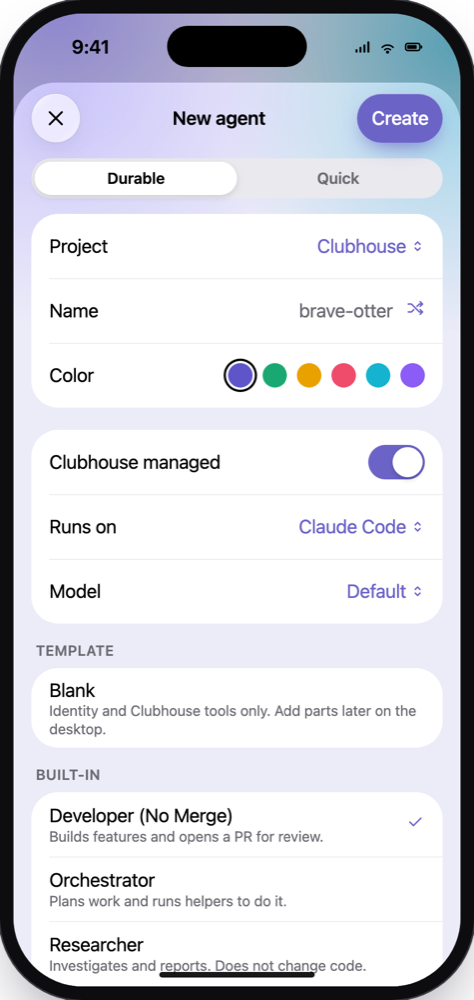 9:41
New agent
Create
Durable
Quick
Project
Clubhouse
Name
brave-otter
Color
Clubhouse managed
Runs on
Claude Code
Model
Default
TEMPLATE
Blank
Identity and Clubhouse tools only. Add parts later on the
desktop.
BUILT-IN
Developer (No Merge)
Builds features and opens a PR for review.
Orchestrator
Plans work and runs helpers to do it.
Researcher
Investigates and reports. Does not change code.